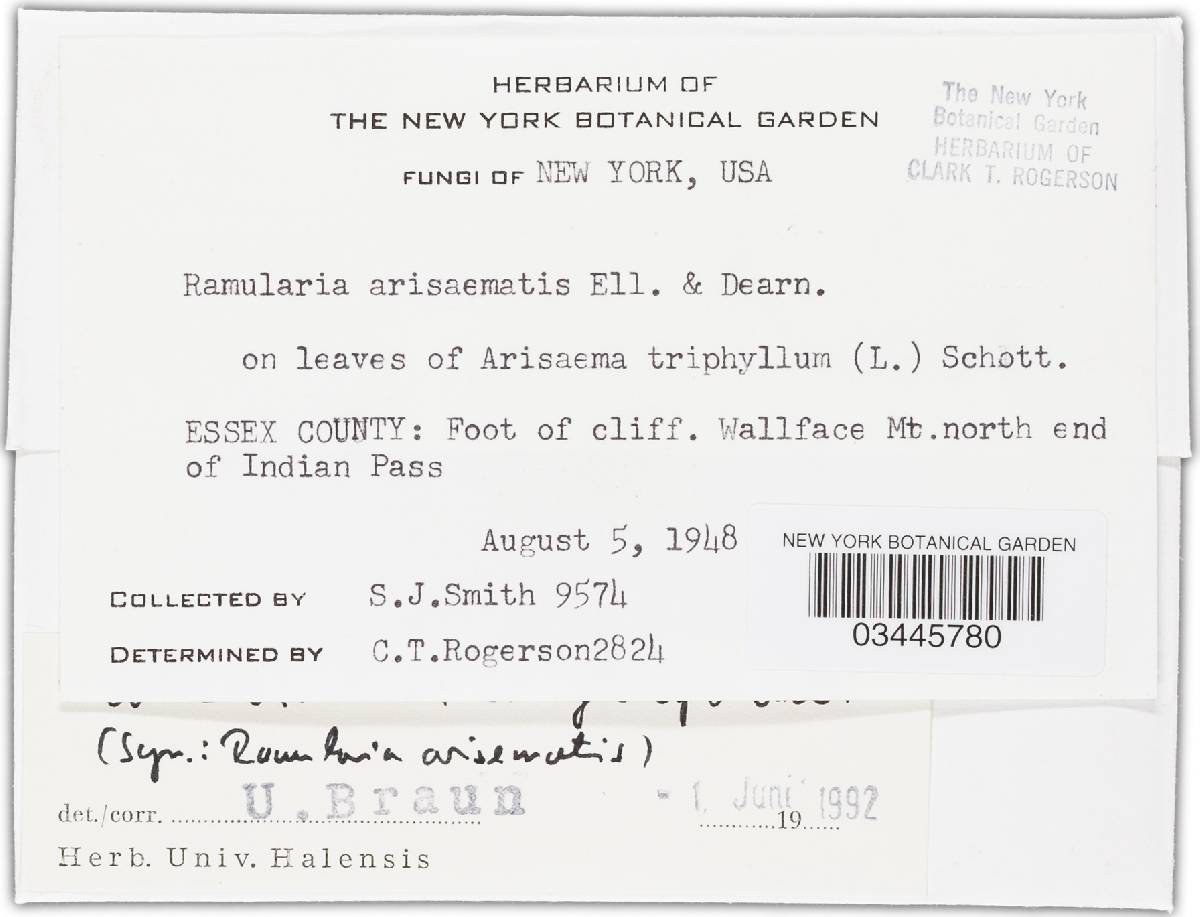 HERBARIUM OF
THE NEW YORK BOTANICAL GARDEN
FUNGI OF NEW YORK, USA
The New York
Botanical Garden
HERBARIUM OF
CLARK T. ROGERSON
Ramularia arisaematis Ell. & Dearn.
on leaves of Arisaema triphyllum (L.) Schott.
ESSEX COUNTY: Foot of cliff. Wallface Mt.north end
of Indian Pass
August 5, 1948
COLLECTED BY S.J.Smith 9574
DETERMINED BY C.T.Rogerson2824
NEW YORK BOTANICAL GARDEN
03445780
(Syn.: Ramularia arisematis)
det./corr. U.Braun - 1. Juni 1992
19
Herb. Univ. Halensis